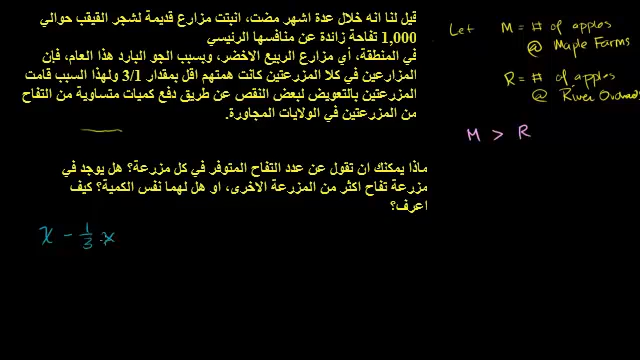 قيل لنا انه خلال عدة اشهر مضت، انبتت مزارع قديمة لشجر القيقب حوالي
1,000 تفاحة زائدة عن منافسها الرئيسي
في المنطقة، أي مزارع الربيع الاخضر، وبسبب الجو البارد هذا العام، فإن
المزارعين في كلا المزرعتين كانت همتهم اقل بمقدار 3/1 ولهذا السبب قامت
المزرعتين بالتعويض لبعض النقص عن طريق دفع كميات متساوية من التفاح
من المزرعتين في الولايات المجاورة.
ماذا يمكنك ان تقول عن عدد التفاح المتوفر في كل مزرعة؟ هل يوجد في
مزرعة تفاح اكثر من المزرعة الاخرى، او هل لهما نفس الكمية؟ كيف
اعرف؟
Let M = # of apples
@ Maple Farms
R = # of apples
@ River Orchards
M > R
x - 1/3 x